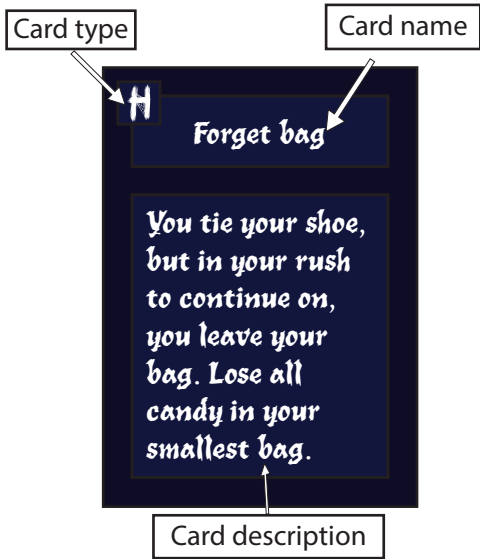 Card type
Card name
H
Forget bag
You tie your shoe,
but in your rush
to continue on,
you leave your
bag. Lose all
candy in your
smallest bag.
Card description